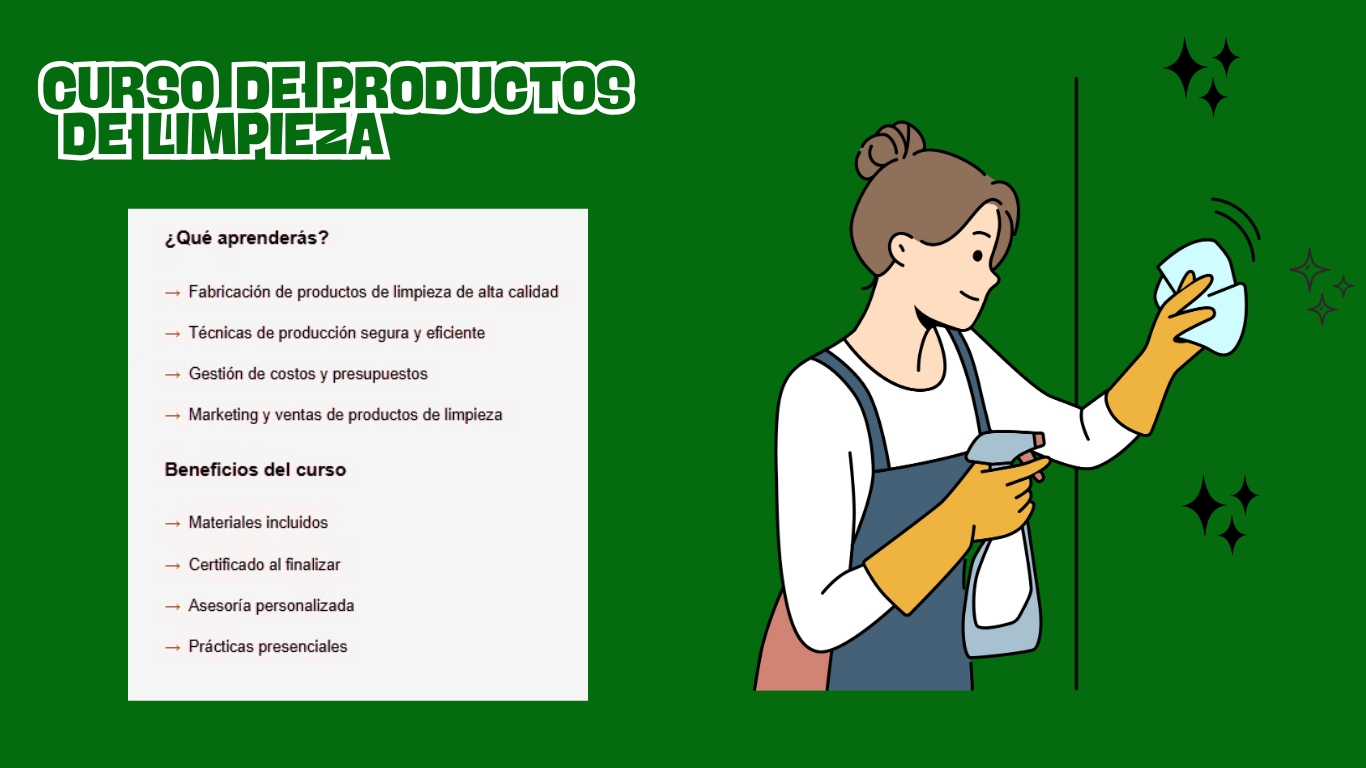 CURSO DE PRODUCTOS
DE LIMPIEZA
¿Qué aprenderás?
→ Fabricación de productos de limpieza de alta calidad
→ Técnicas de producción segura y eficiente
→ Gestión de costos y presupuestos
→ Marketing y ventas de productos de limpieza
Beneficios del curso
→ Materiales incluidos
→ Certificado al finalizar
→ Asesoría personalizada
→ Prácticas presenciales